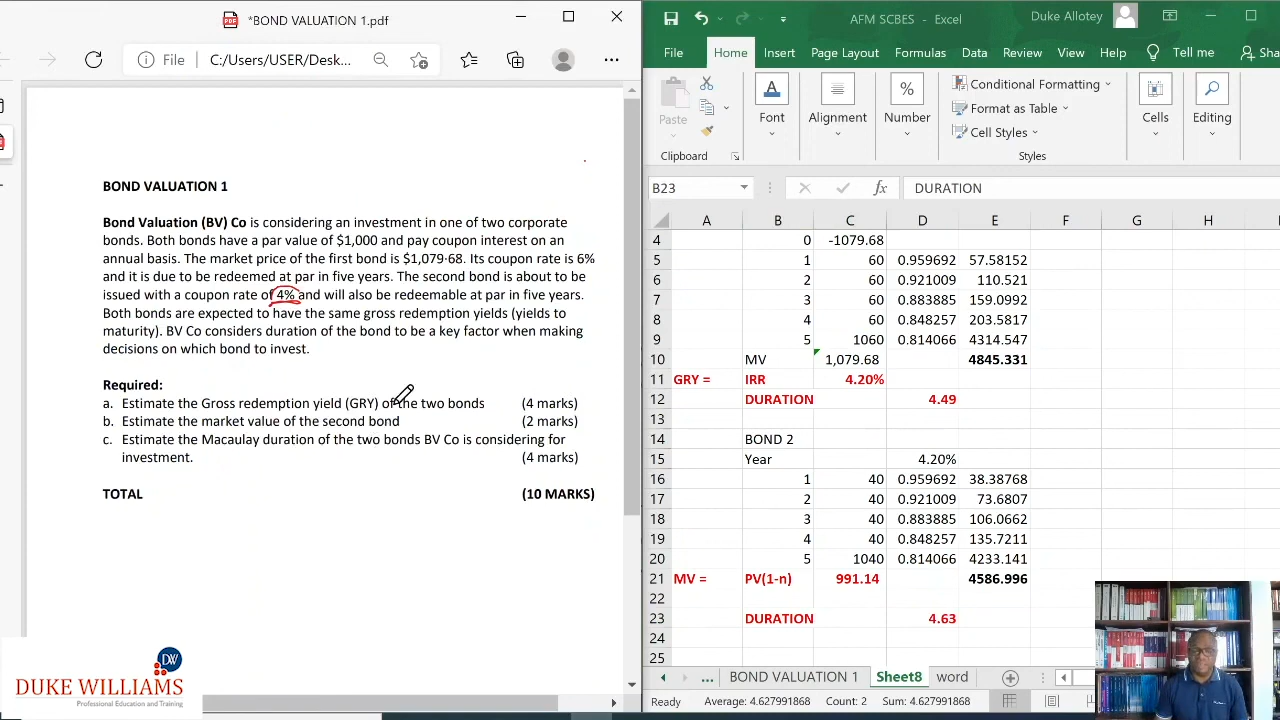 *BOND VALUATION 1.pdf
File
C:/Users/USER/Desk...
BOND VALUATION 1
Bond Valuation (BV) Co is considering an investment in one of two corporate
bonds. Both bonds have a par value of $1,000 and pay coupon interest on an
annual basis. The market price of the first bond is $1,079·68. Its coupon rate is 6%
and it is due to be redeemed at par in five years. The second bond is about to be
issued with a coupon rate of 4% and will also be redeemable at par in five years.
Both bonds are expected to have the same gross redemption yields (yields to
maturity). BV Co considers duration of the bond to be a key factor when making
decisions on which bond to invest.
Required:
a. Estimate the Gross redemption yield (GRY) of the two bonds (4 marks)
b. Estimate the market value of the second bond (2 marks)
c. Estimate the Macaulay duration of the two bonds BV Co is considering for
investment. (4 marks)
TOTAL (10 MARKS)
DW
DUKE WILLIAMS
Professional Education and Training
AFM SCBES - Excel
Duke Allotey
File Home Insert Page Layout Formulas Data Review View Help Tell me Sha
Paste
Clipboard
Font
Alignment
Number
Conditional Formatting
Format as Table
Cell Styles
Styles
Cells
Editing
B23 fx DURATION
A B C D E F G H
4 0 -1079.68
5 1 60 0.959692 57.58152
6 2 60 0.921009 110.521
7 3 60 0.883885 159.0992
8 4 60 0.848257 203.5817
9 5 1060 0.814066 4314.547
10 MV 1,079.68 4845.331
11 GRY = IRR 4.20%
12 DURATION 4.49
13
14 BOND 2
15 Year 4.20%
16 1 40 0.959692 38.38768
17 2 40 0.921009 73.6807
18 3 40 0.883885 106.0662
19 4 40 0.848257 135.7211
20 5 1040 0.814066 4233.141
21 MV = PV(1-n) 991.14 4586.996
22
23 DURATION 4.63
24
25
... BOND VALUATION 1 Sheet8 word
Ready Average: 4.627991868 Count: 2 Sum: 4.627991868